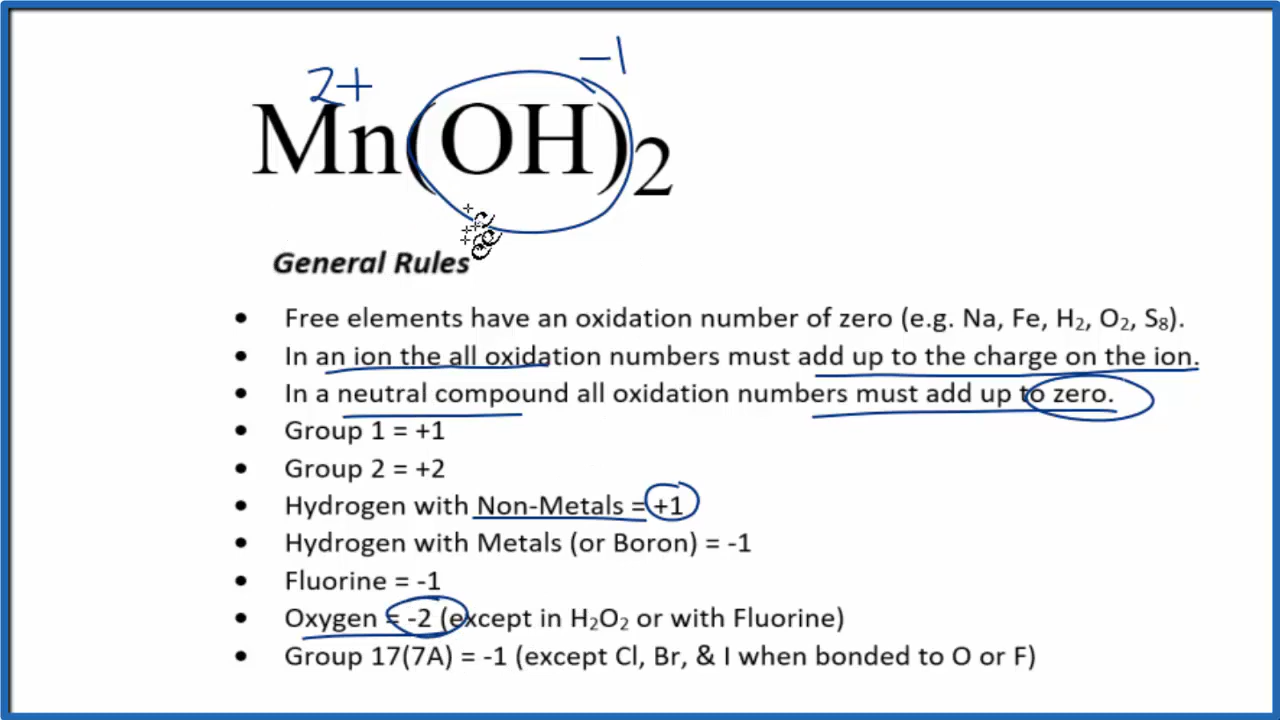 2+ -1
Mn(OH)₂
General Rules
• Free elements have an oxidation number of zero (e.g. Na, Fe, H₂, O₂, S₈).
• In an ion the all oxidation numbers must add up to the charge on the ion.
• In a neutral compound all oxidation numbers must add up to zero.
• Group 1 = +1
• Group 2 = +2
• Hydrogen with Non-Metals = +1
• Hydrogen with Metals (or Boron) = -1
• Fluorine = -1
• Oxygen = -2 (except in H₂O₂ or with Fluorine)
• Group 17(7A) = -1 (except Cl, Br, & I when bonded to O or F)